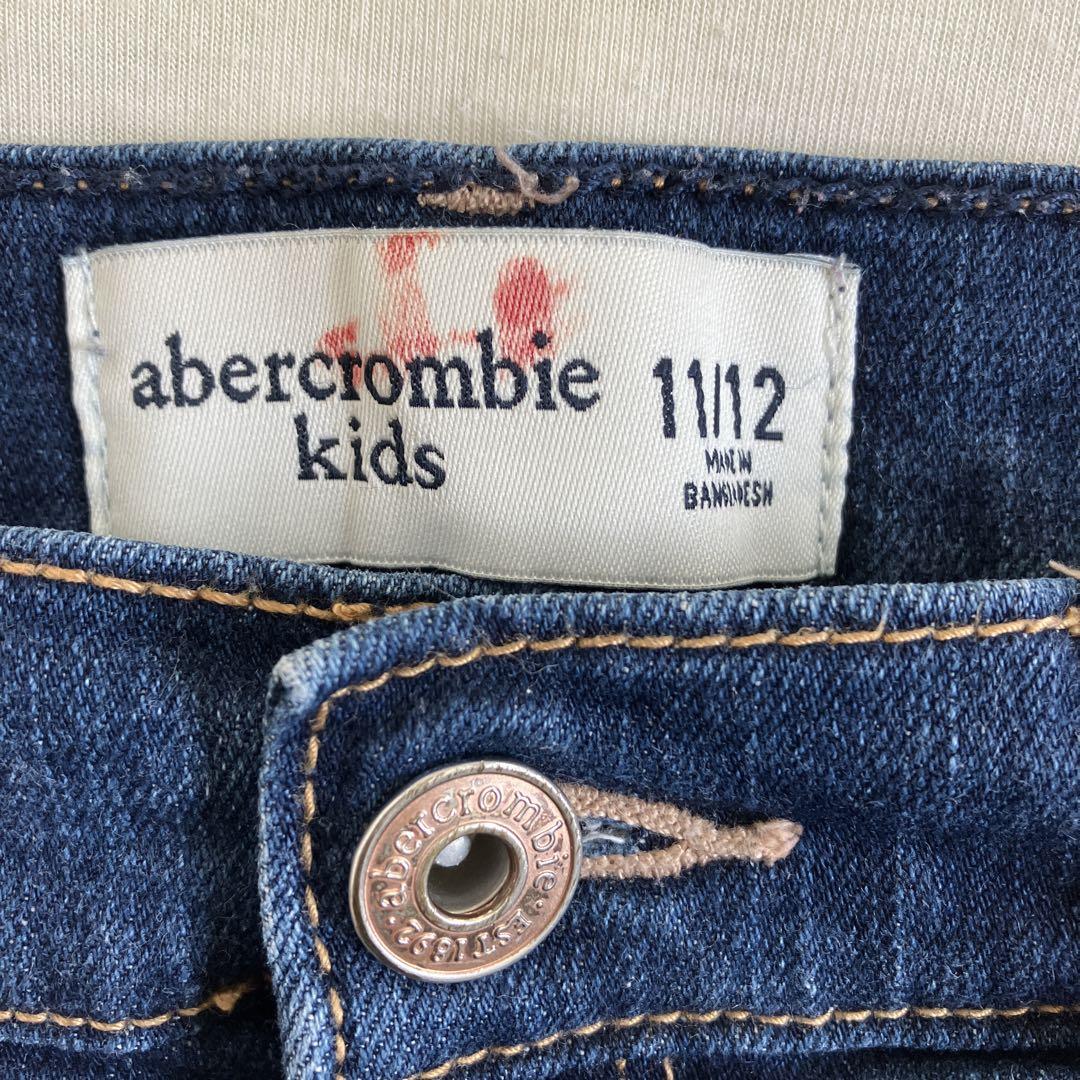 abercrombie
kids
11/12
MADE IN
BANGLADESH
abercrombie
· EST 1892 ·